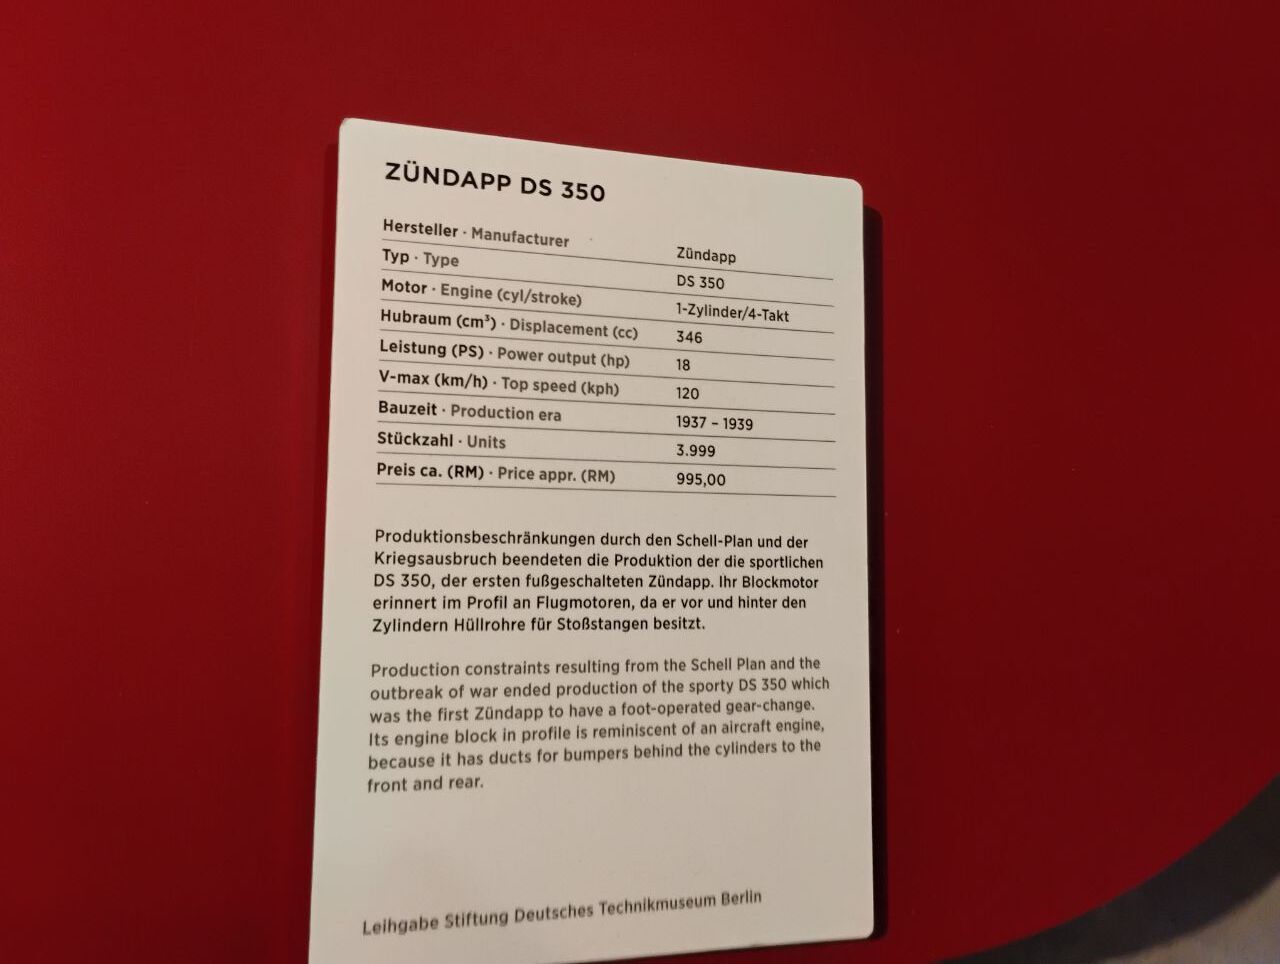 ZÜNDAPP DS 350
Hersteller · Manufacturer Zündapp
Typ · Type DS 350
Motor · Engine (cyl/stroke) 1-Zylinder/4-Takt
Hubraum (cm³) · Displacement (cc) 346
Leistung (PS) · Power output (hp) 18
V-max (km/h) · Top speed (kph) 120
Bauzeit · Production era 1937 – 1939
Stückzahl · Units 3.999
Preis ca. (RM) · Price appr. (RM) 995,00
Produktionsbeschränkungen durch den Schell-Plan und der
Kriegsausbruch beendeten die Produktion der die sportlichen
DS 350, der ersten fußgeschalteten Zündapp. Ihr Blockmotor
erinnert im Profil an Flugmotoren, da er vor und hinter den
Zylindern Hüllrohre für Stoßstangen besitzt.
Production constraints resulting from the Schell Plan and the
outbreak of war ended production of the sporty DS 350 which
was the first Zündapp to have a foot-operated gear-change.
Its engine block in profile is reminiscent of an aircraft engine,
because it has ducts for bumpers behind the cylinders to the
front and rear.
Leihgabe Stiftung Deutsches Technikmuseum Berlin